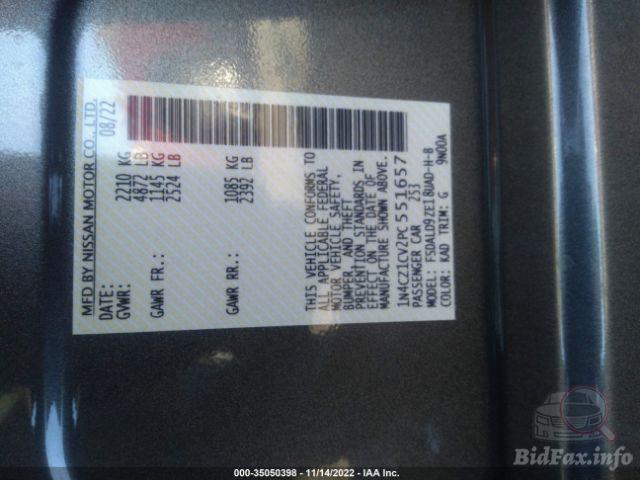 MFD BY NISSAN MOTOR CO., LTD.
DATE: 08/22
GVWR: 2210 KG
4872 LB
GAWR FR.: 1145 KG
2524 LB
GAWR RR.: 1085 KG
2392 LB
THIS VEHICLE CONFORMS TO
ALL APPLICABLE FEDERAL
MOTOR VEHICLE SAFETY,
BUMPER, AND THEFT
PREVENTION STANDARDS IN
EFFECT ON THE DATE OF
MANUFACTURE SHOWN ABOVE.
1N4CZ1CV2PC551657
PASSENGER CAR 253
MODEL: FSDALD9ZE18UAD-H-B
COLOR: KAD TRIM: G 9N00A
000-35050398 - 11/14/2022 - IAA Inc.
BidFax.info